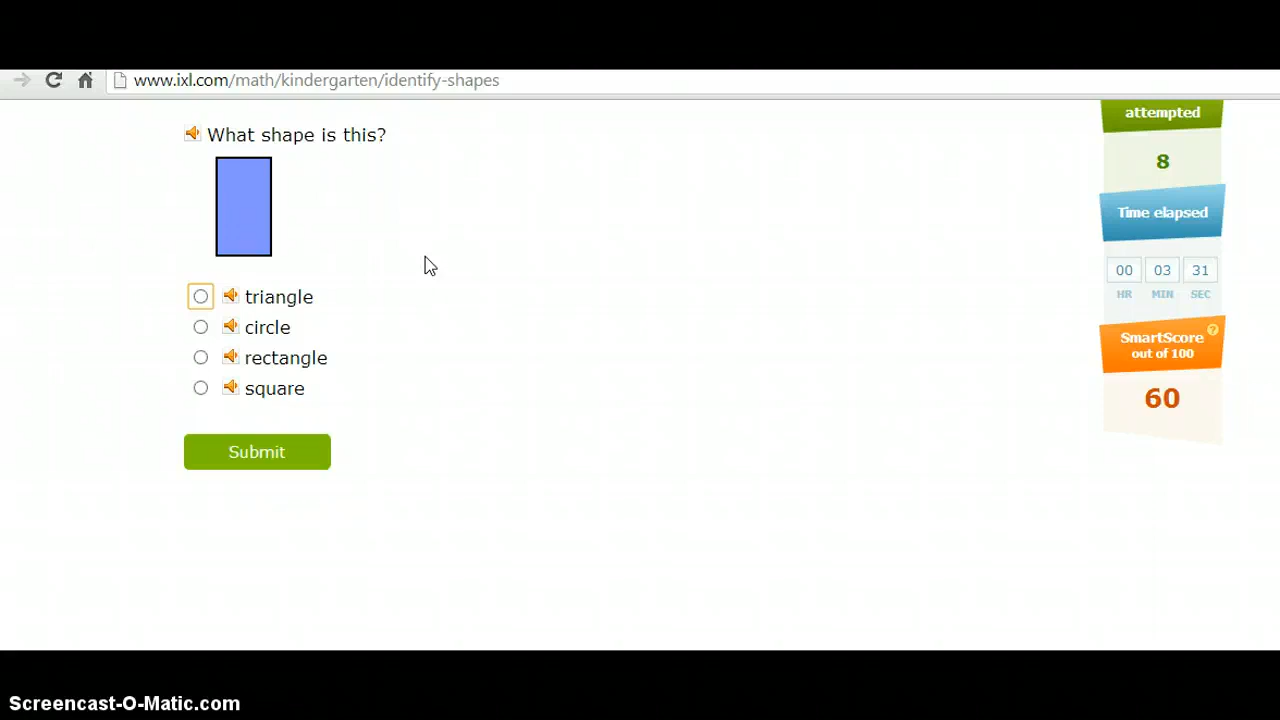 www.ixl.com/math/kindergarten/identify-shapes
What shape is this?
triangle
circle
rectangle
square
Submit
attempted
8
Time elapsed
00 03 31
HR MIN SEC
SmartScore ?
out of 100
60
Screencast-O-Matic.com